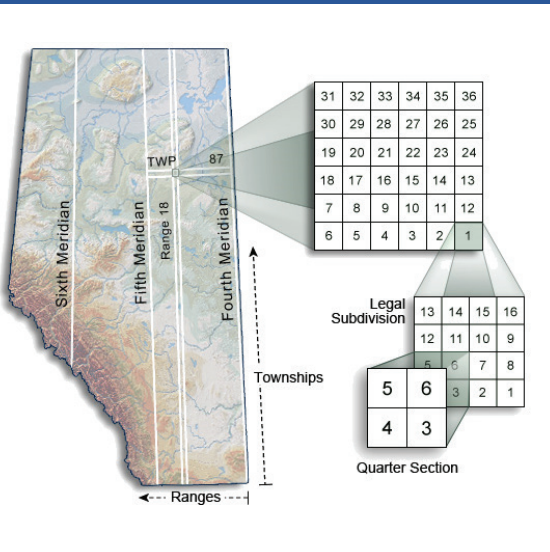 TWP 87
Range 18
Sixth Meridian
Fifth Meridian
Fourth Meridian
Townships
Ranges
31 32 33 34 35 36
30 29 28 27 26 25
19 20 21 22 23 24
18 17 16 15 14 13
7 8 9 10 11 12
6 5 4 3 2 1
Legal
Subdivision
13 14 15 16
12 11 10 9
5 6 7 8
3 2 1
5 6
4 3
Quarter Section